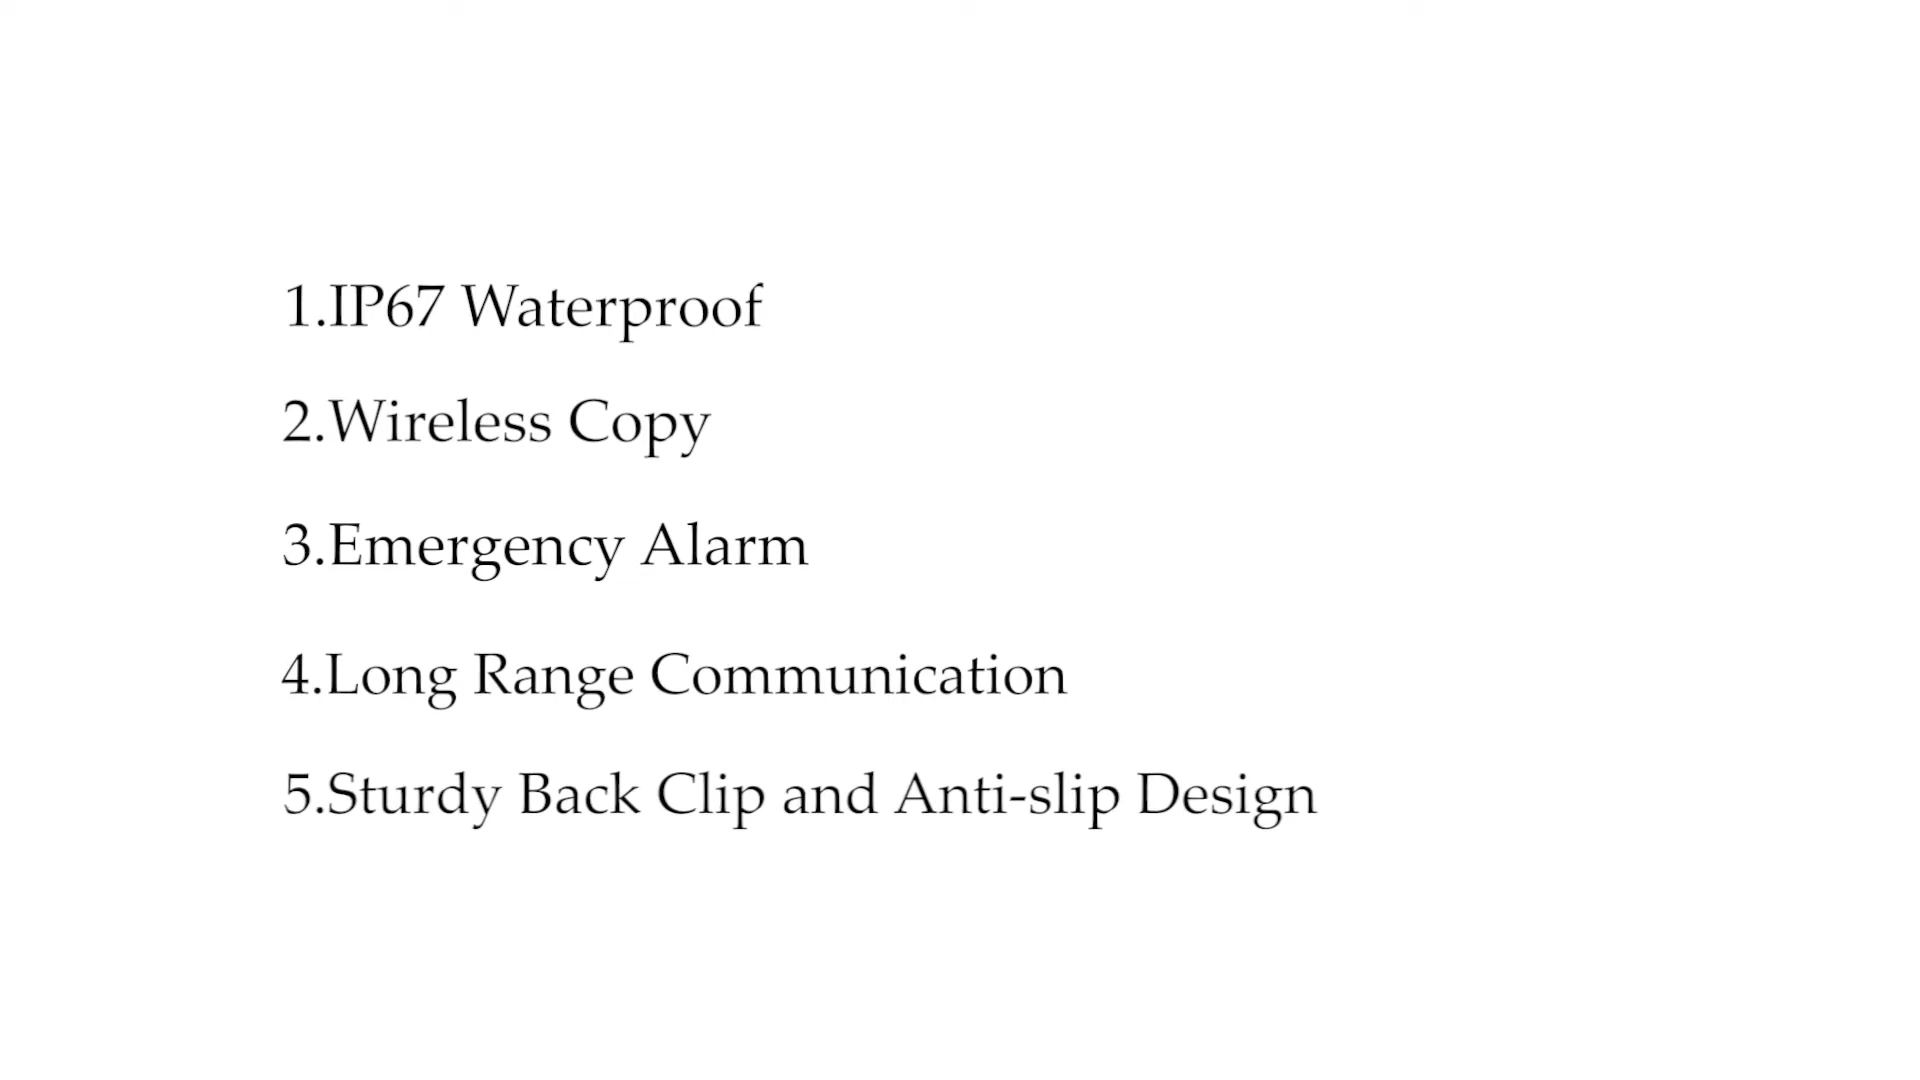 1.IP67 Waterproof
2.Wireless Copy
3.Emergency Alarm
4.Long Range Communication
5.Sturdy Back Clip and Anti-slip Design